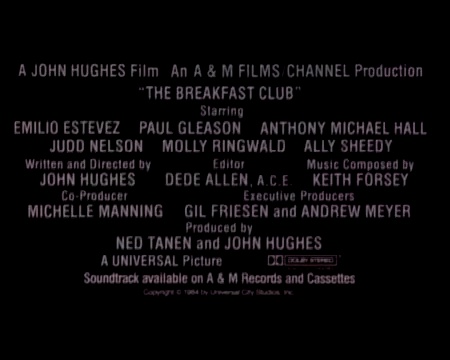 A JOHN HUGHES Film An A & M FILMS/CHANNEL Production
"THE BREAKFAST CLUB"
Starring
EMILIO ESTEVEZ PAUL GLEASON ANTHONY MICHAEL HALL
JUDD NELSON MOLLY RINGWALD ALLY SHEEDY
Written and Directed by Editor Music Composed by
JOHN HUGHES DEDE ALLEN, A.C.E. KEITH FORSEY
Co-Producer Executive Producers
MICHELLE MANNING GIL FRIESEN and ANDREW MEYER
Produced by
NED TANEN and JOHN HUGHES
A UNIVERSAL Picture DOLBY STEREO
Soundtrack available on A & M Records and Cassettes
Copyright © 1984 by Universal City Studios, Inc.